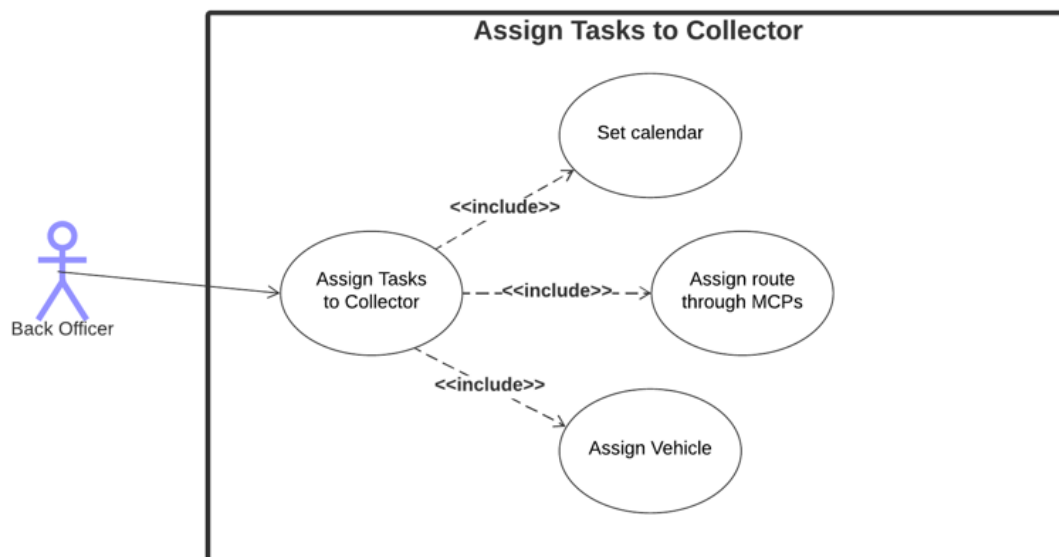 Assign Tasks to Collector
Set calendar
<<include>>
Assign Tasks
to Collector
<<include>>
Assign route
through MCPs
Back Officer
<<include>>
Assign Vehicle